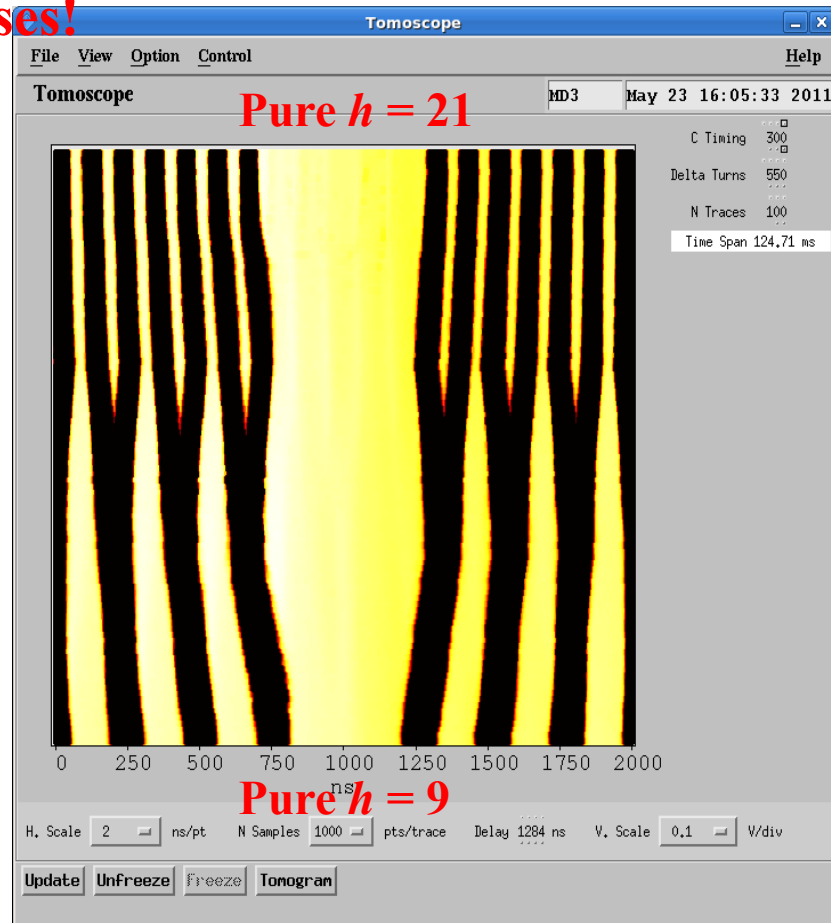 ses!
Tomoscope
File View Option Control Help
Tomoscope MD3 May 23 16:05:33 2011
Pure h = 21
C Timing 300
Delta Turns 550
N Traces 100
Time Span 124.71 ms
0 250 500 750 1000 1250 1500 1750 2000
ns
Pure h = 9
H. Scale 2 ns/pt N Samples 1000 pts/trace Delay 1284 ns V. Scale 0.1 V/div
Update Unfreeze Freeze Tomogram